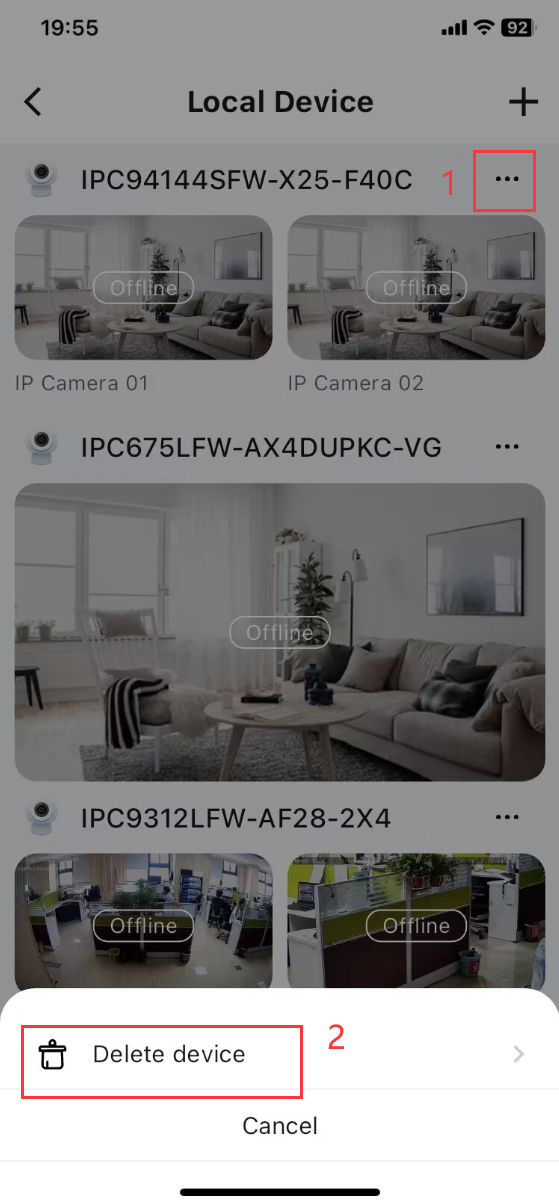 19:55
92
Local Device
IPC94144SFW-X25-F40C
1
Offline
Offline
IP Camera 01
IP Camera 02
IPC675LFW-AX4DUPKC-VG
Offline
IPC9312LFW-AF28-2X4
Offline
Offline
Delete device
2
Cancel